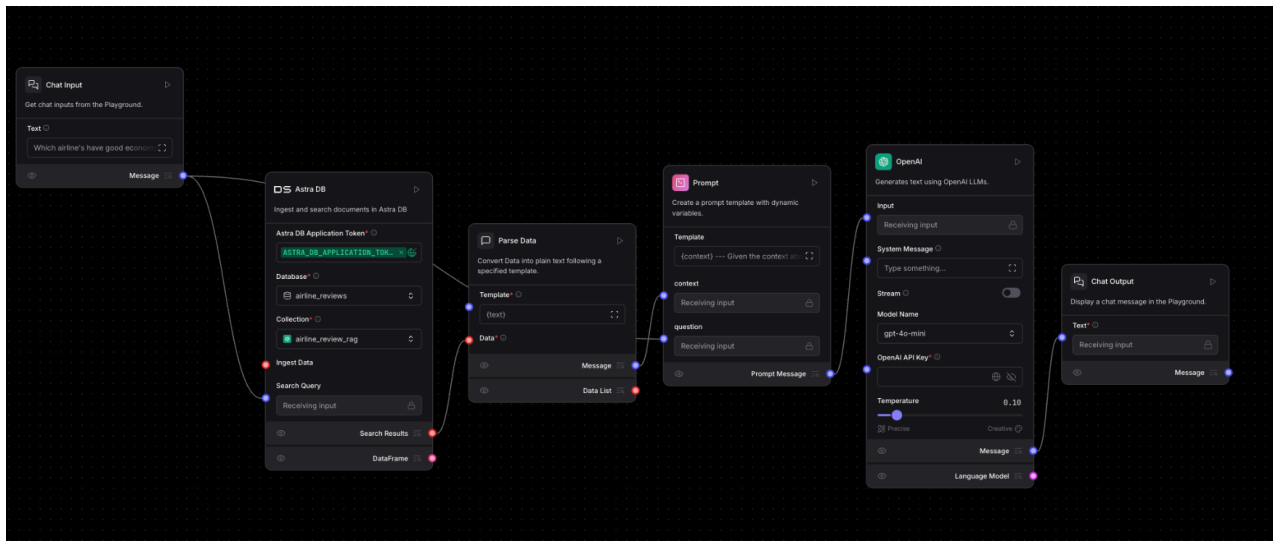 Chat Input
Get chat inputs from the Playground.
Text
Which airline's have good econom
Message
DS Astra DB
Ingest and search documents in Astra DB
Astra DB Application Token*
ASTRA_DB_APPLICATION_TOK… ×
Database*
airline_reviews
Collection*
airline_review_rag
Ingest Data
Search Query
Receiving input
Search Results
DataFrame
Parse Data
Convert Data into plain text following a
specified template.
Template*
{text}
Data*
Message
Data List
Prompt
Create a prompt template with dynamic
variables.
Template
{context} --- Given the context ab
context
Receiving input
question
Receiving input
Prompt Message
OpenAI
Generates text using OpenAI LLMs.
Input
Receiving input
System Message
Type something...
Stream
Model Name
gpt-4o-mini
OpenAI API Key*
Temperature 0.10
Precise Creative
Message
Language Model
Chat Output
Display a chat message in the Playground.
Text*
Receiving input
Message